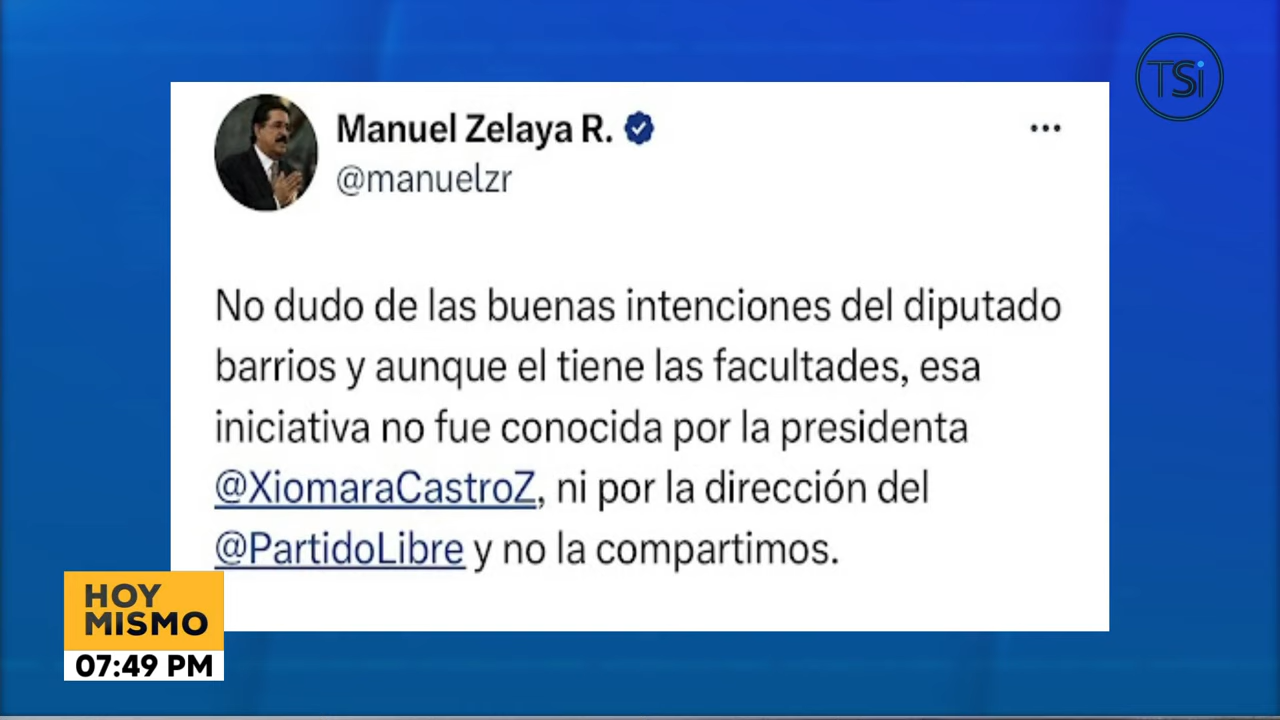 TSi
Manuel Zelaya R.
@manuelzr
No dudo de las buenas intenciones del diputado
barrios y aunque el tiene las facultades, esa
iniciativa no fue conocida por la presidenta
@XiomaraCastroZ, ni por la dirección del
@PartidoLibre y no la compartimos.
HOY
MISMO
07:49 PM